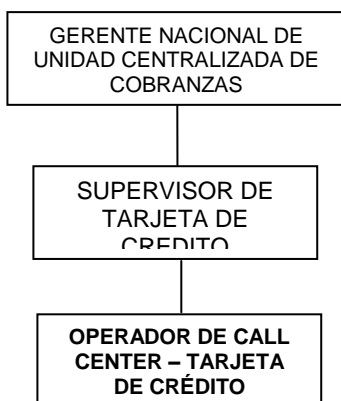 GERENTE NACIONAL DE
UNIDAD CENTRALIZADA DE
COBRANZAS
SUPERVISOR DE
TARJETA DE
CREDITO
OPERADOR DE CALL
CENTER – TARJETA
DE CRÉDITO